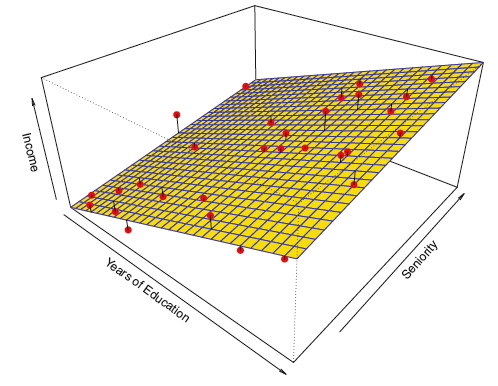 Income
Years of Education
Seniority